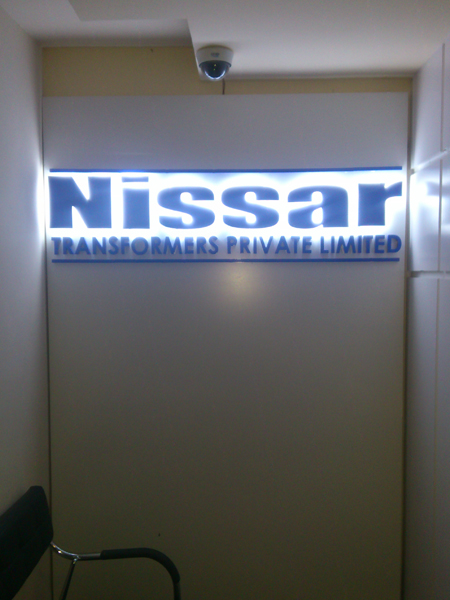 Nissar
TRANSFORMERS PRIVATE LIMITED